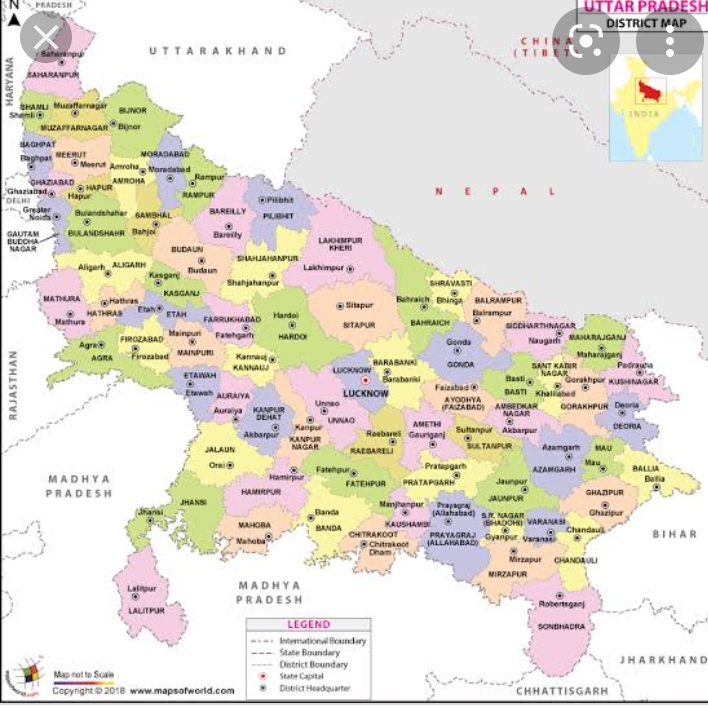 N
PRADESH
UTTAR PRADESH
DISTRICT MAP
UTTARAKHAND
CHINA
(TIBET)
INDIA
HARYANA
Saharanpur
SAHARANPUR
SHAMLI
Shamli
Muzaffarnagar
MUZAFFARNAGAR
BIJNOR
Bijnor
BAGHPAT
Baghpat
MEERUT
Meerut
MORADABAD
Moradabad
Amroha
AMROHA
Rampur
RAMPUR
GHAZIABAD
Ghaziabad
HAPUR
Hapur
DELHI
Greater
Noida
GAUTAM
BUDDHA
NAGAR
Bulandshahar
BULANDSHAHR
SAMBHAL
Bahjoi
BAREILLY
Bareilly
Pilibhit
PILIBHIT
NEPAL
BUDAUN
Budaun
SHAHJAHANPUR
Shahjahanpur
LAKHIMPUR
KHERI
Lakhimpur
Aligarh
ALIGARH
Kasganj
KASGANJ
MATHURA
Mathura
Hathras
HATHRAS
Etah
ETAH
FARRUKHABAD
Fatehgarh
Hardoi
HARDOI
Sitapur
SITAPUR
Bahraich
BAHRAICH
SHRAVASTI
Bhinga
BALRAMPUR
Balrampur
SIDDHARTHNAGAR
Naugarh
MAHARAJGANJ
Maharajganj
Agra
AGRA
FIROZABAD
Firozabad
Mainpuri
MAINPURI
Kannauj
KANNAUJ
LUCKNOW
LUCKNOW
BARABANKI
Barabanki
Gonda
GONDA
Faizabad
AYODHYA
(FAIZABAD)
Basti
BASTI
SANT KABIR
NAGAR
Khalilabad
Gorakhpur
GORAKHPUR
Padrauha
KUSHINAGAR
Deoria
DEORIA
RAJASTHAN
ETAWAH
Etawah
AURAIYA
Auraiya
KANPUR
DEHAT
Akbarpur
Unnao
UNNAO
Kanpur
KANPUR
NAGAR
Raebareli
RAEBARELI
AMETHI
Gauriganj
Sultanpur
SULTANPUR
AMBEDKAR
NAGAR
Akbarpur
Azamgarh
AZAMGARH
MAU
Mau
BALLIA
Ballia
JALAUN
Orai
Hamirpur
HAMIRPUR
Fatehpur
FATEHPUR
Pratapgarh
PRATAPGARH
Jaunpur
JAUNPUR
GHAZIPUR
Ghazipur
MADHYA
PRADESH
JHANSI
Jhansi
MAHOBA
Mahoba
Banda
BANDA
Manjhanpur
KAUSHAMBI
CHITRAKOOT
Chitrakoot
Dham
Prayagraj
(Allahabad)
PRAYAGRAJ
(ALLAHABAD)
S.R. NAGAR
(BHADOHI)
Gyanpur
VARANASI
Varanasi
Chandauli
CHANDAULI
BIHAR
Mirzapur
MIRZAPUR
Lalitpur
LALITPUR
MADHYA
PRADESH
Robertsganj
SONBHADRA
JHARKHAND
CHHATTISGARH
LEGEND
International Boundary
State Boundary
District Boundary
State Capital
District Headquarter
Map not to Scale
Copyright © 2018 www.mapsofworld.com